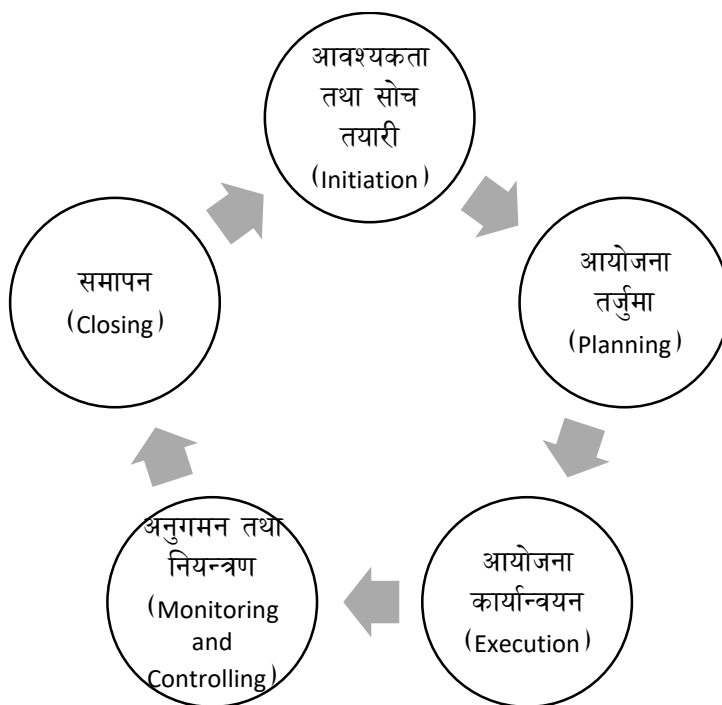 आवश्यकता
तथा सोच
तयारी
(Initiation)
आयोजना
तर्जुमा
(Planning)
आयोजना
कार्यान्वयन
(Execution)
अनुगमन तथा
नियन्त्रण
(Monitoring
and
Controlling)
समापन
(Closing)